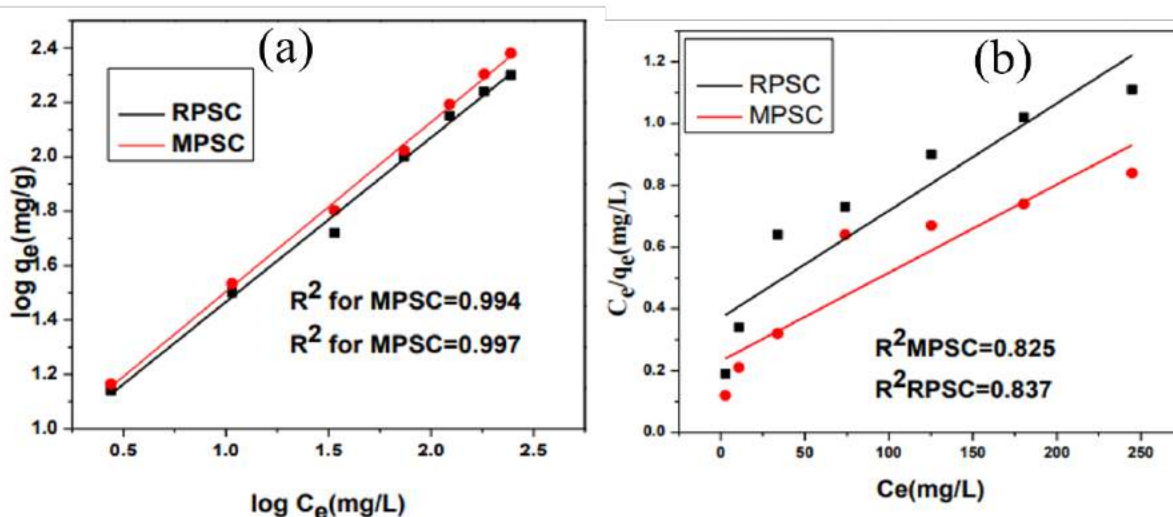 (a)
RPSC
MPSC
log qe(mg/g)
2.4
2.2
2.0
1.8
1.6
1.4
1.2
1.0
R² for MPSC=0.994
R² for MPSC=0.997
0.5
1.0
1.5
2.0
2.5
log Ce(mg/L)
(b)
RPSC
MPSC
Ce/qe(mg/L)
1.2
1.0
0.8
0.6
0.4
0.2
0.0
R²MPSC=0.825
R²RPSC=0.837
0
50
100
150
200
250
Ce(mg/L)